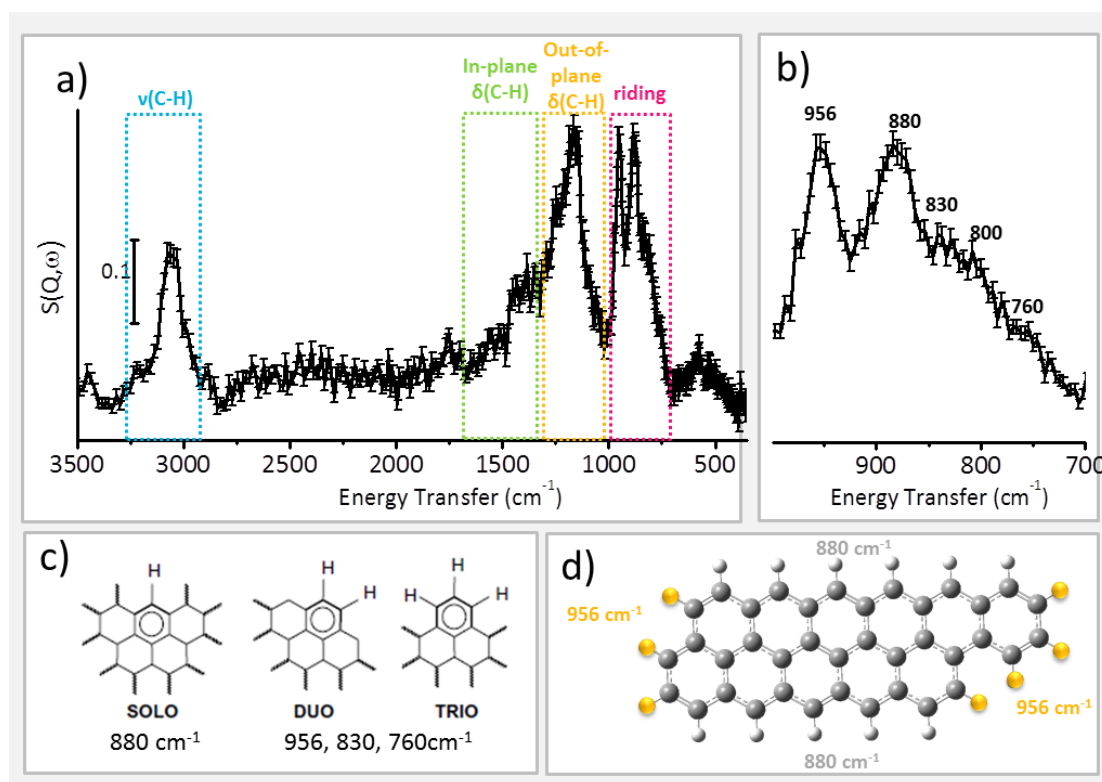 a)
ν(C-H)
In-plane
δ(C-H)
Out-of-
plane
δ(C-H)
riding
0.1
S(Q,ω)
3500 3000 2500 2000 1500 1000 500
Energy Transfer (cm-1)
b)
956
880
830
800
760
900 800 700
Energy Transfer (cm-1)
c)
H
H
H
H
H
H
SOLO DUO TRIO
880 cm-1 956, 830, 760cm-1
d)
880 cm-1
956 cm-1
956 cm-1
880 cm-1